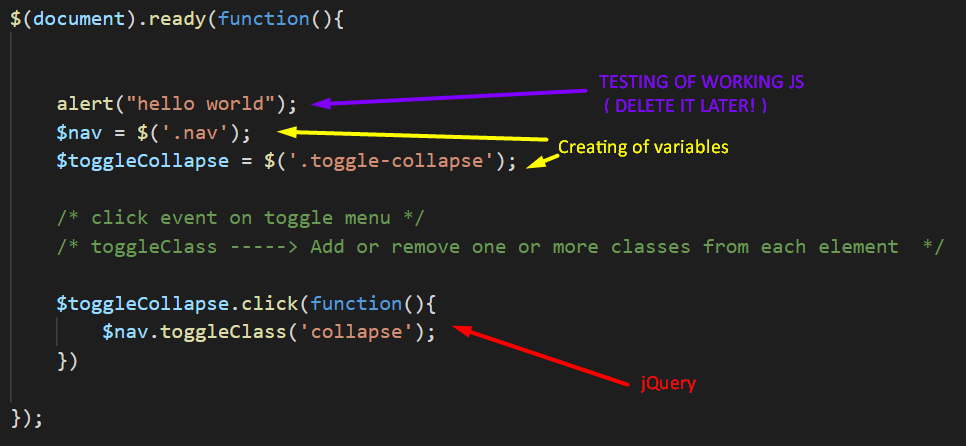 $(document).ready(function(){
TESTING OF WORKING JS
( DELETE IT LATER! )
alert("hello world");
$nav = $('.nav');
Creating of variables
$toggleCollapse = $('.toggle-collapse');
/* click event on toggle menu */
/* toggleClass -----> Add or remove one or more classes from each element  */
$toggleCollapse.click(function(){
$nav.toggleClass('collapse');
})
jQuery
});